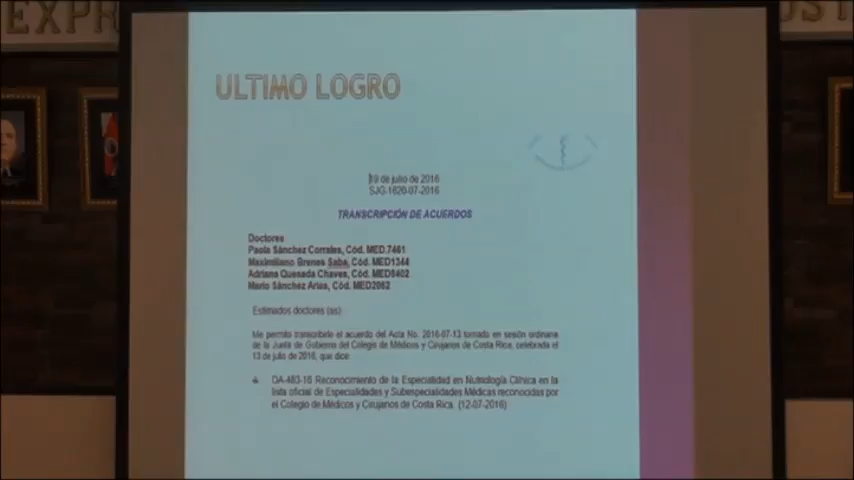 EXPR
UST
ULTIMO LOGRO
19 de julio de 2016
SJG-1620-07-2016
TRANSCRIPCIÓN DE ACUERDOS
Doctores
Paola Sánchez Corrales, Cód. MED.7461
Maximiliano Brenes Saba, Cód. MED1344
Adriana Quesada Chaves, Cód. MED8402
Mario Sánchez Arias, Cód. MED2062
Estimados doctores (as):
Me permito transcribirle el acuerdo del Acta No. 2016-07-13 tomado en sesión ordinaria
de la Junta de Gobierno del Colegio de Médicos y Cirujanos de Costa Rica, celebrada el
13 de julio de 2016, que dice:
DA-483-16 Reconocimiento de la Especialidad en Nutriología Clínica en la
lista oficial de Especialidades y Subespecialidades Médicas reconocidas por
el Colegio de Médicos y Cirujanos de Costa Rica. (12-07-2016)